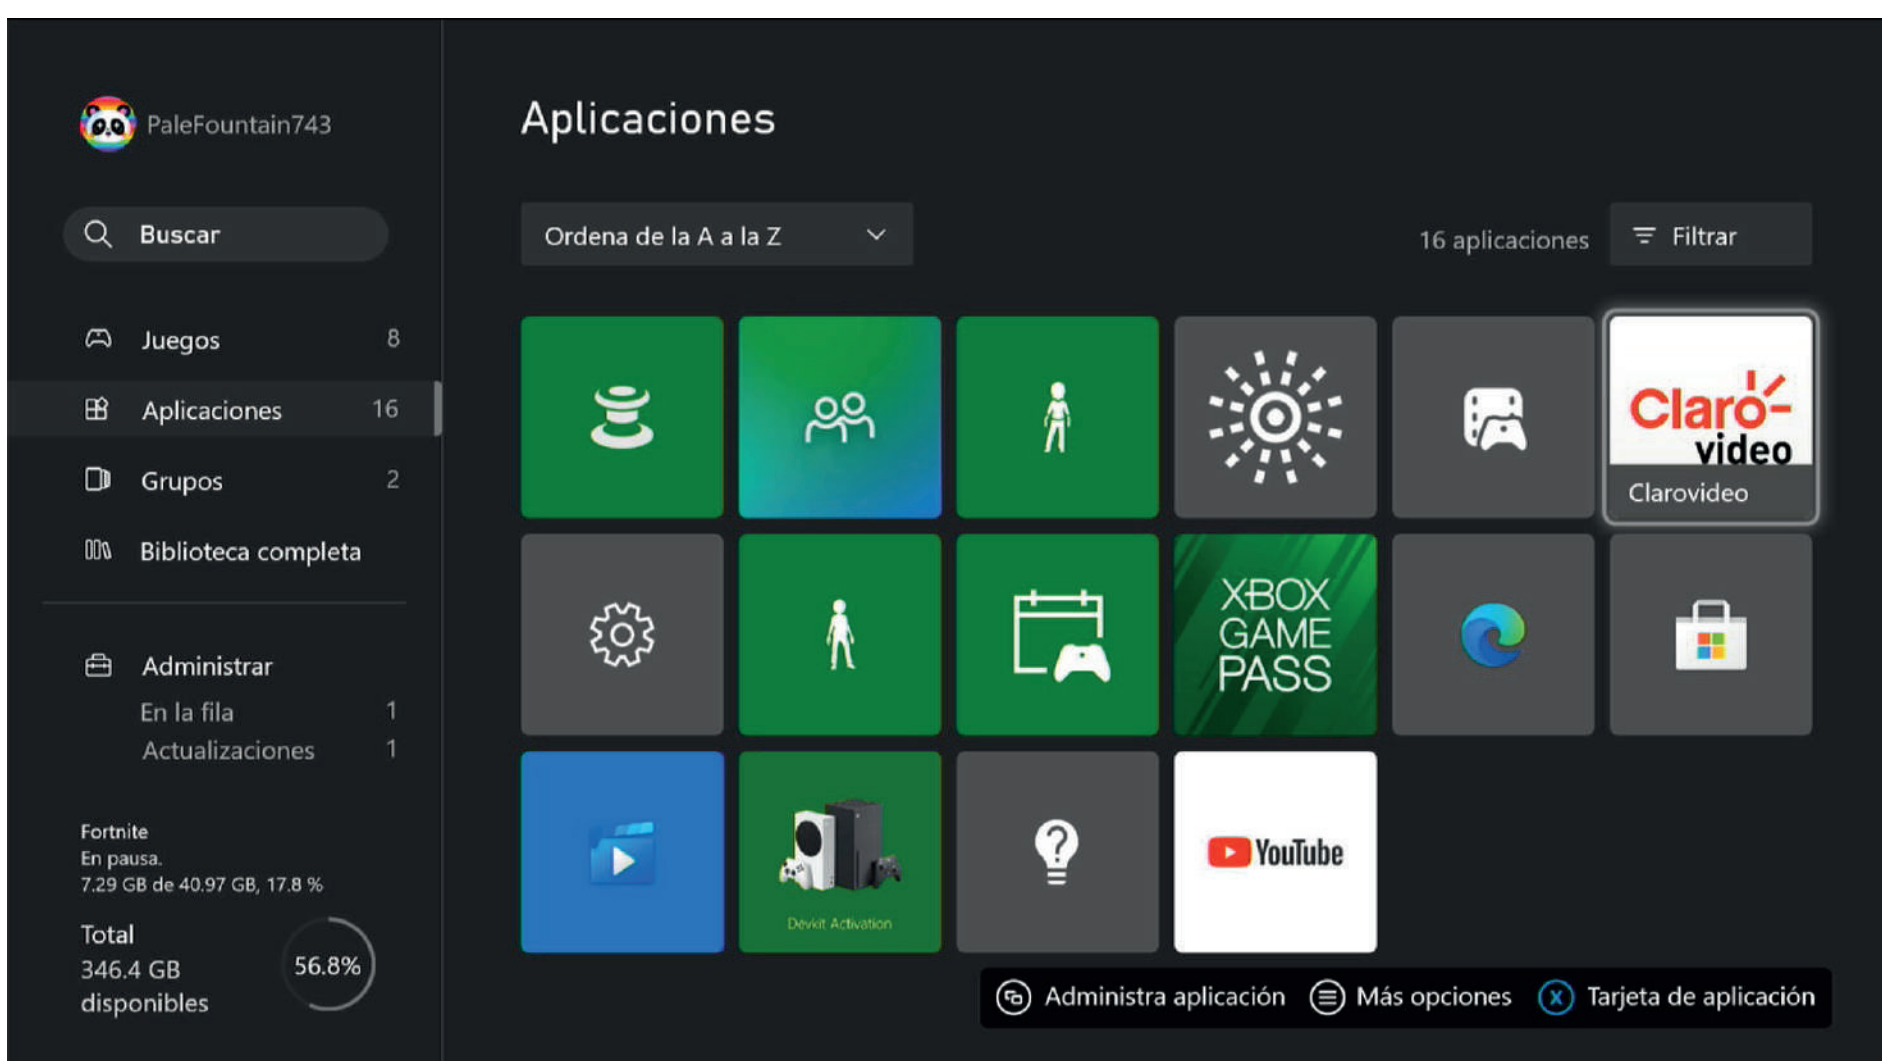 PaleFountain743
Buscar
Juegos 8
Aplicaciones 16
Grupos 2
Biblioteca completa
Administrar
En la fila 1
Actualizaciones 1
Fortnite
En pausa.
7.29 GB de 40.97 GB, 17.8 %
Total
346.4 GB
disponibles
56.8%
Aplicaciones
Ordena de la A a la Z
16 aplicaciones
Filtrar
Claro
video
Clarovideo
XBOX
GAME
PASS
Devkit Activation
YouTube
Administra aplicación
Más opciones
X Tarjeta de aplicación